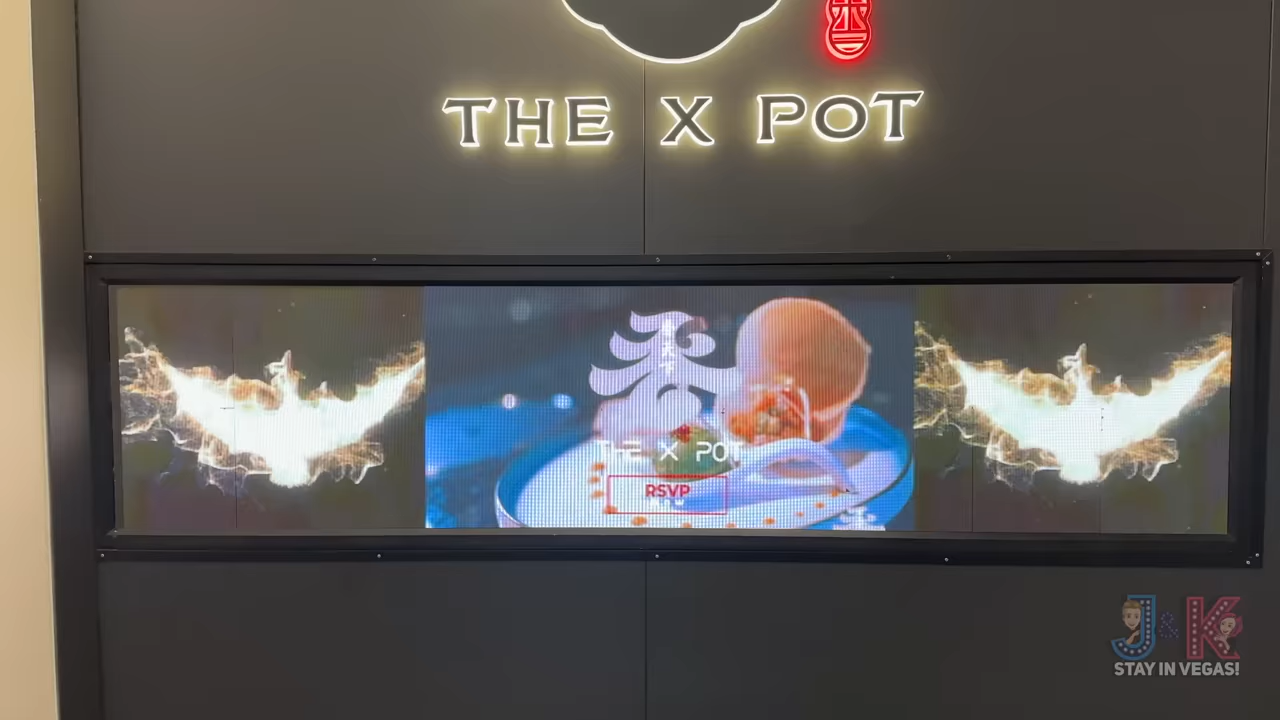 THE X POT
THE X POT
RSVP
J & K
STAY IN VEGAS!